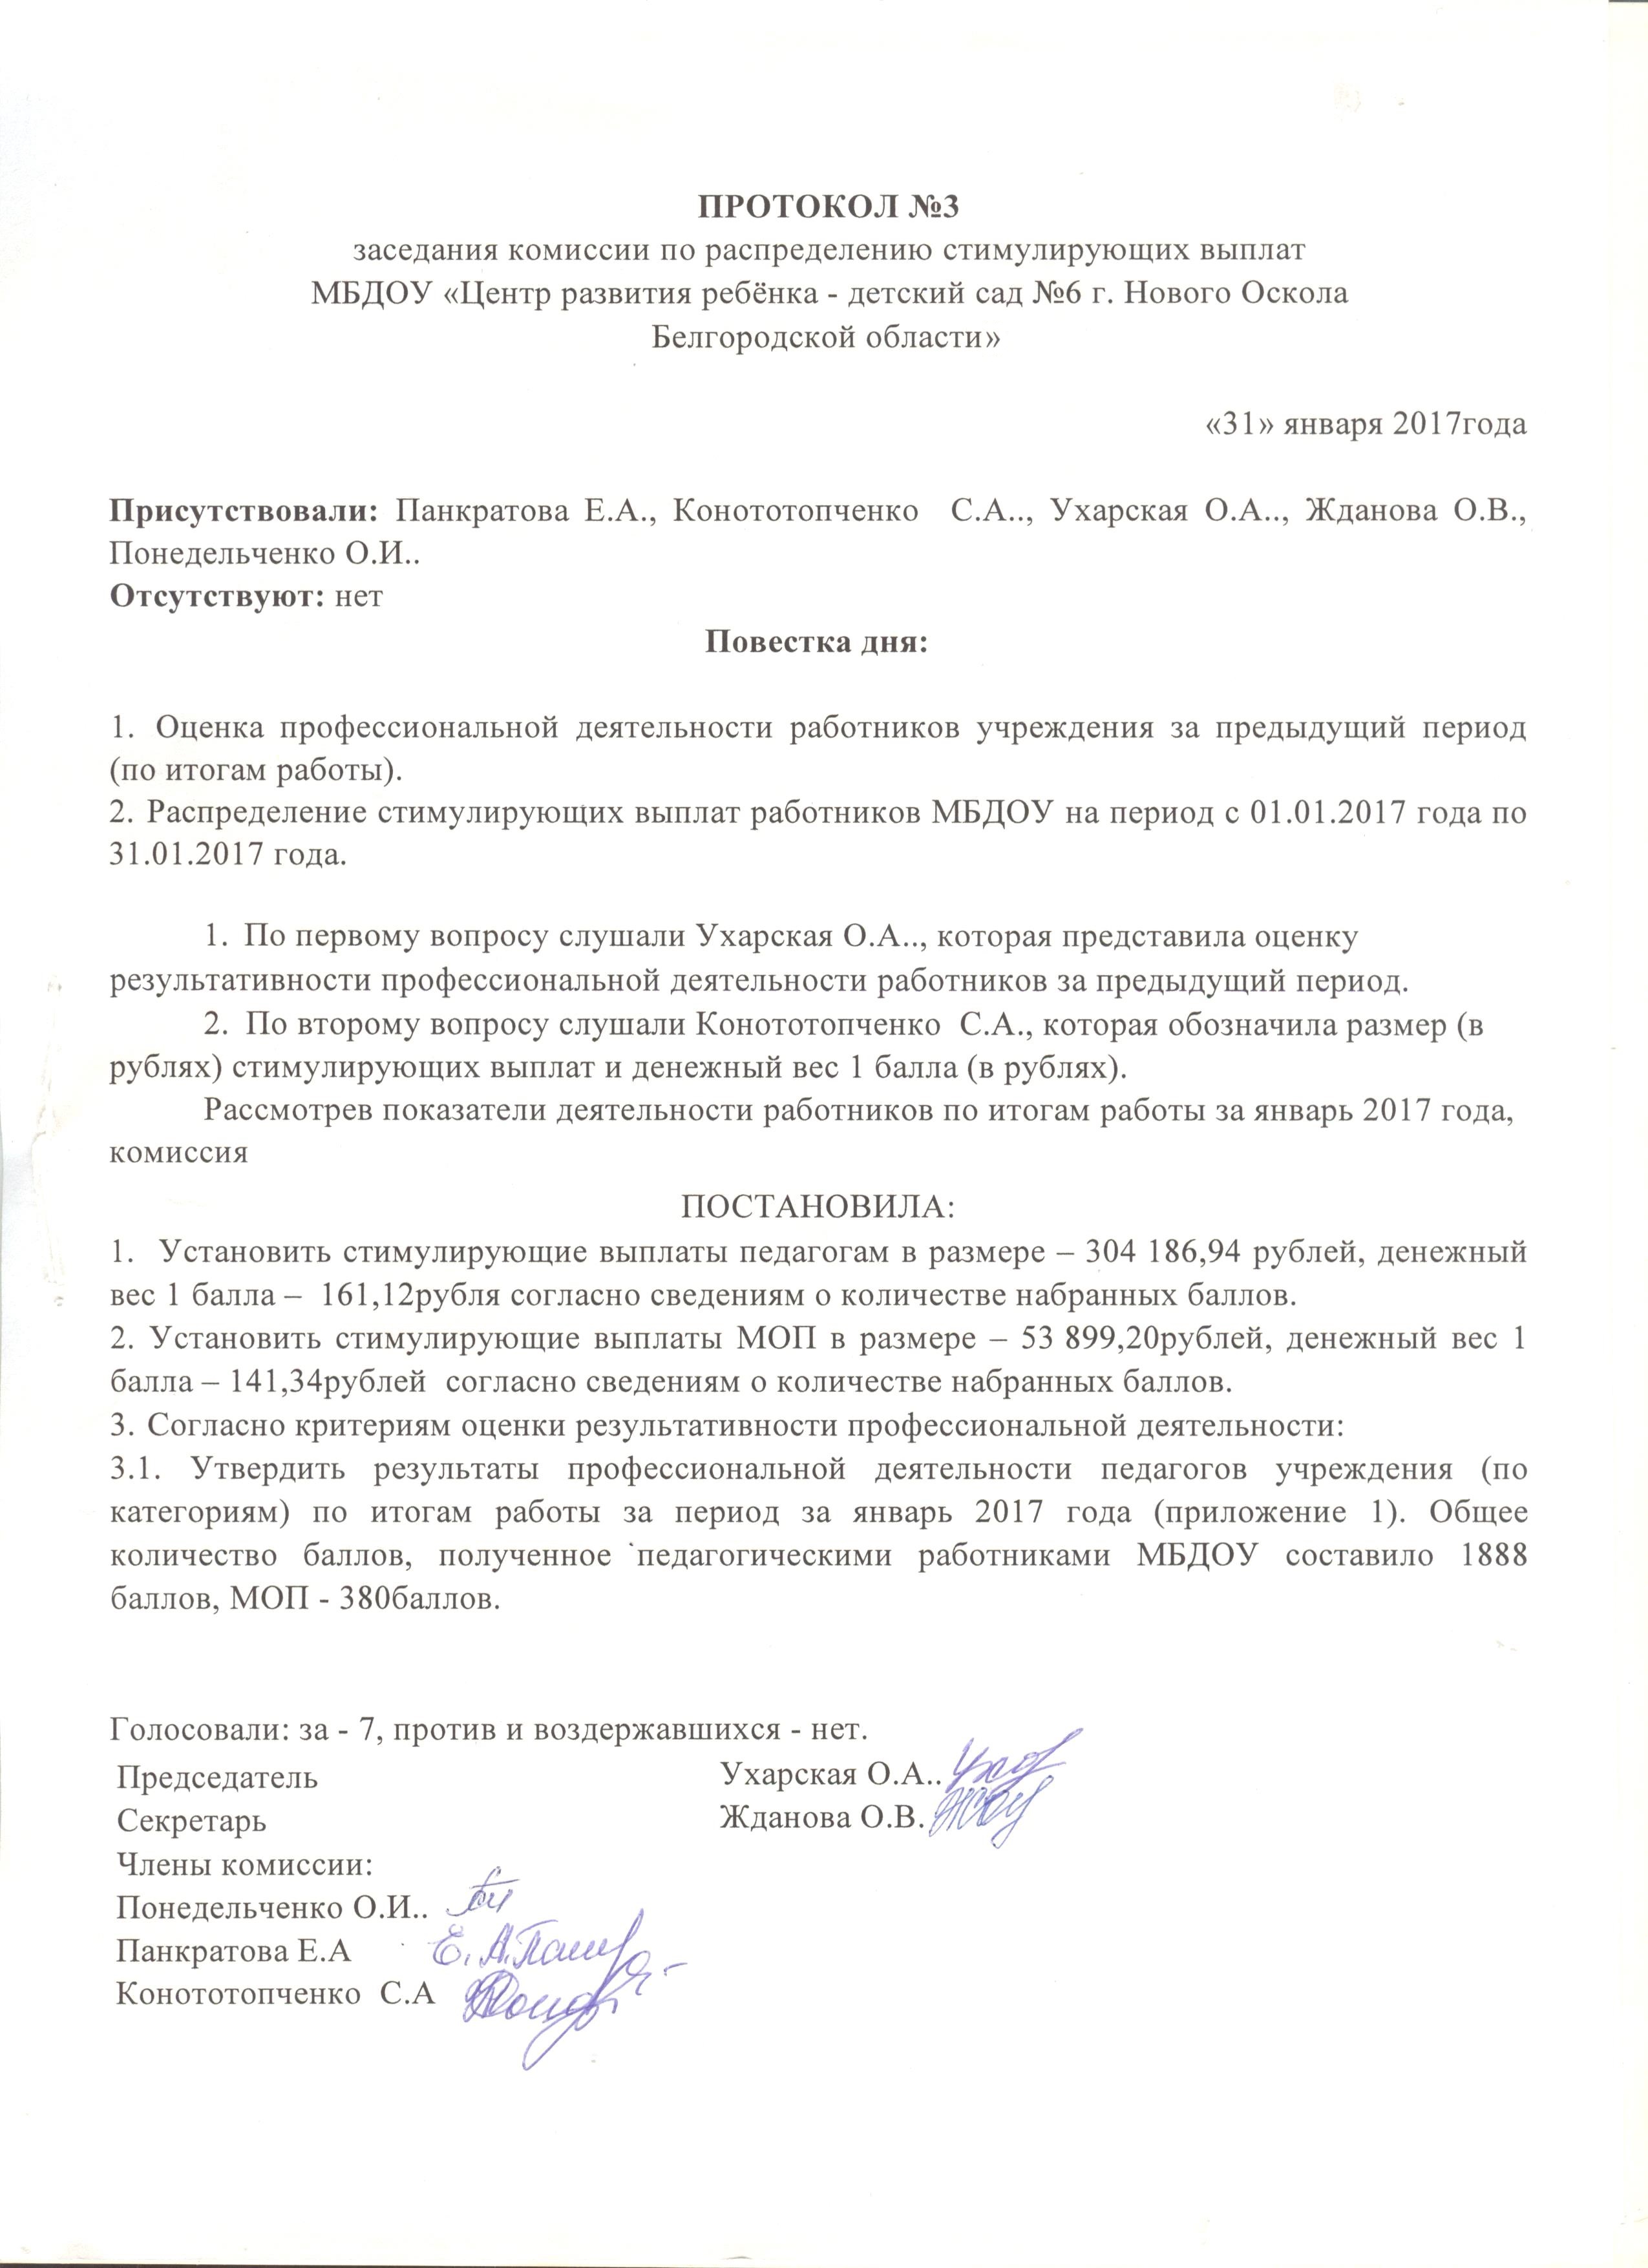 ПРОТОКОЛ №3
заседания комиссии по распределению стимулирующих выплат
МБДОУ «Центр развития ребёнка - детский сад №6 г. Нового Оскола
Белгородской области»
«31» января 2017года
Присутствовали: Панкратова Е.А., Конототопченко С.А.., Ухарская О.А.., Жданова О.В.,
Понедельченко О.И..
Отсутствуют: нет
Повестка дня:
1. Оценка профессиональной деятельности работников учреждения за предыдущий период
(по итогам работы).
2. Распределение стимулирующих выплат работников МБДОУ на период с 01.01.2017 года по
31.01.2017 года.
1. По первому вопросу слушали Ухарская О.А.., которая представила оценку
результативности профессиональной деятельности работников за предыдущий период.
2. По второму вопросу слушали Конототопченко С.А., которая обозначила размер (в
рублях) стимулирующих выплат и денежный вес 1 балла (в рублях).
Рассмотрев показатели деятельности работников по итогам работы за январь 2017 года,
комиссия
ПОСТАНОВИЛА:
1. Установить стимулирующие выплаты педагогам в размере – 304 186,94 рублей, денежный
вес 1 балла – 161,12рубля согласно сведениям о количестве набранных баллов.
2. Установить стимулирующие выплаты МОП в размере – 53 899,20рублей, денежный вес 1
балла – 141,34рублей согласно сведениям о количестве набранных баллов.
3. Согласно критериям оценки результативности профессиональной деятельности:
3.1. Утвердить результаты профессиональной деятельности педагогов учреждения (по
категориям) по итогам работы за период за январь 2017 года (приложение 1). Общее
количество баллов, полученное педагогическими работниками МБДОУ составило 1888
баллов, МОП - 380баллов.
Голосовали: за - 7, против и воздержавшихся - нет.
Председатель Ухарская О.А..
Секретарь Жданова О.В.
Члены комиссии:
Понедельченко О.И..
Панкратова Е.А
Конототопченко С.А